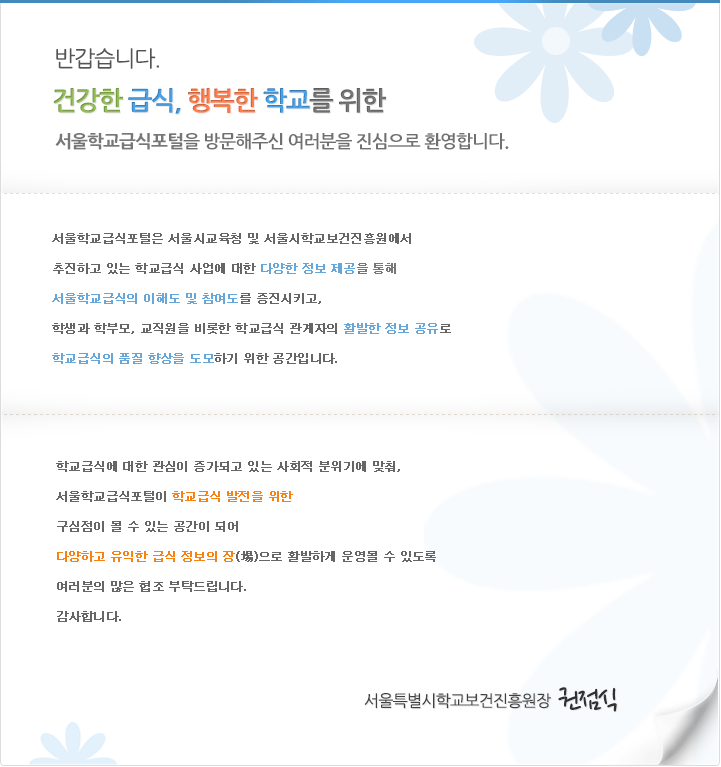 반갑습니다.
건강한 급식, 행복한 학교를 위한
서울학교급식포털을 방문해주신 여러분을 진심으로 환영합니다.
서울학교급식포털은 서울시교육청 및 서울시학교보건진흥원에서
추진하고 있는 학교급식 사업에 대한 다양한 정보 제공을 통해
서울학교급식의 이해도 및 참여도를 증진시키고,
학생과 학부모, 교직원을 비롯한 학교급식 관계자의 활발한 정보 공유로
학교급식의 품질 향상을 도모하기 위한 공간입니다.
학교급식에 대한 관심이 증가되고 있는 사회적 분위기에 맞춰,
서울학교급식포털이 학교급식 발전을 위한
구심점이 될 수 있는 공간이 되어
다양하고 유익한 급식 정보의 장(場)으로 활발하게 운영될 수 있도록
여러분의 많은 협조 부탁드립니다.
감사합니다.
서울특별시학교보건진흥원장 권점식